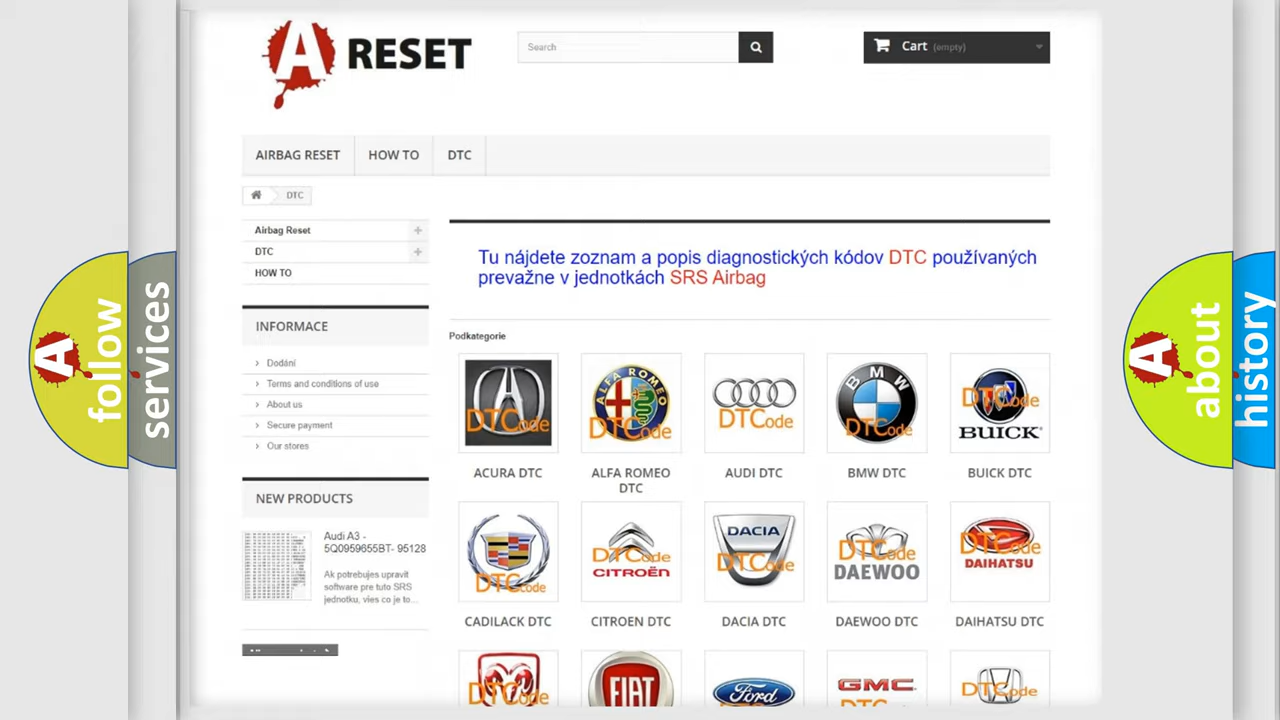 A RESET
Search
Cart (empty)
AIRBAG RESET
HOW TO
DTC
DTC
Airbag Reset
DTC
HOW TO
INFORMACE
Dodání
Terms and conditions of use
About us
Secure payment
Our stores
NEW PRODUCTS
Audi A3 -
5Q0959655BT- 95128
Ak potrebujes upravit
software pre tuto SRS
jednotku, vies co je to...
Tu nájdete zoznam a popis diagnostických kódov DTC používaných
prevažne v jednotkách SRS Airbag
Podkategorie
DTCode
ALFA ROMEO
DTCode
DTCode
BMW
DTCode
DTCode
BUICK
ACURA DTC
ALFA ROMEO
DTC
AUDI DTC
BMW DTC
BUICK DTC
DTCode
DTCode
CITROËN
DACIA
DTCode
DTCode
DAEWOO
DTCode
DAIHATSU
CADILACK DTC
CITROEN DTC
DACIA DTC
DAEWOO DTC
DAIHATSU DTC
DTCode
FIAT
Ford
DTCode
GMC
DTCode
A
follow
services
A
about
history